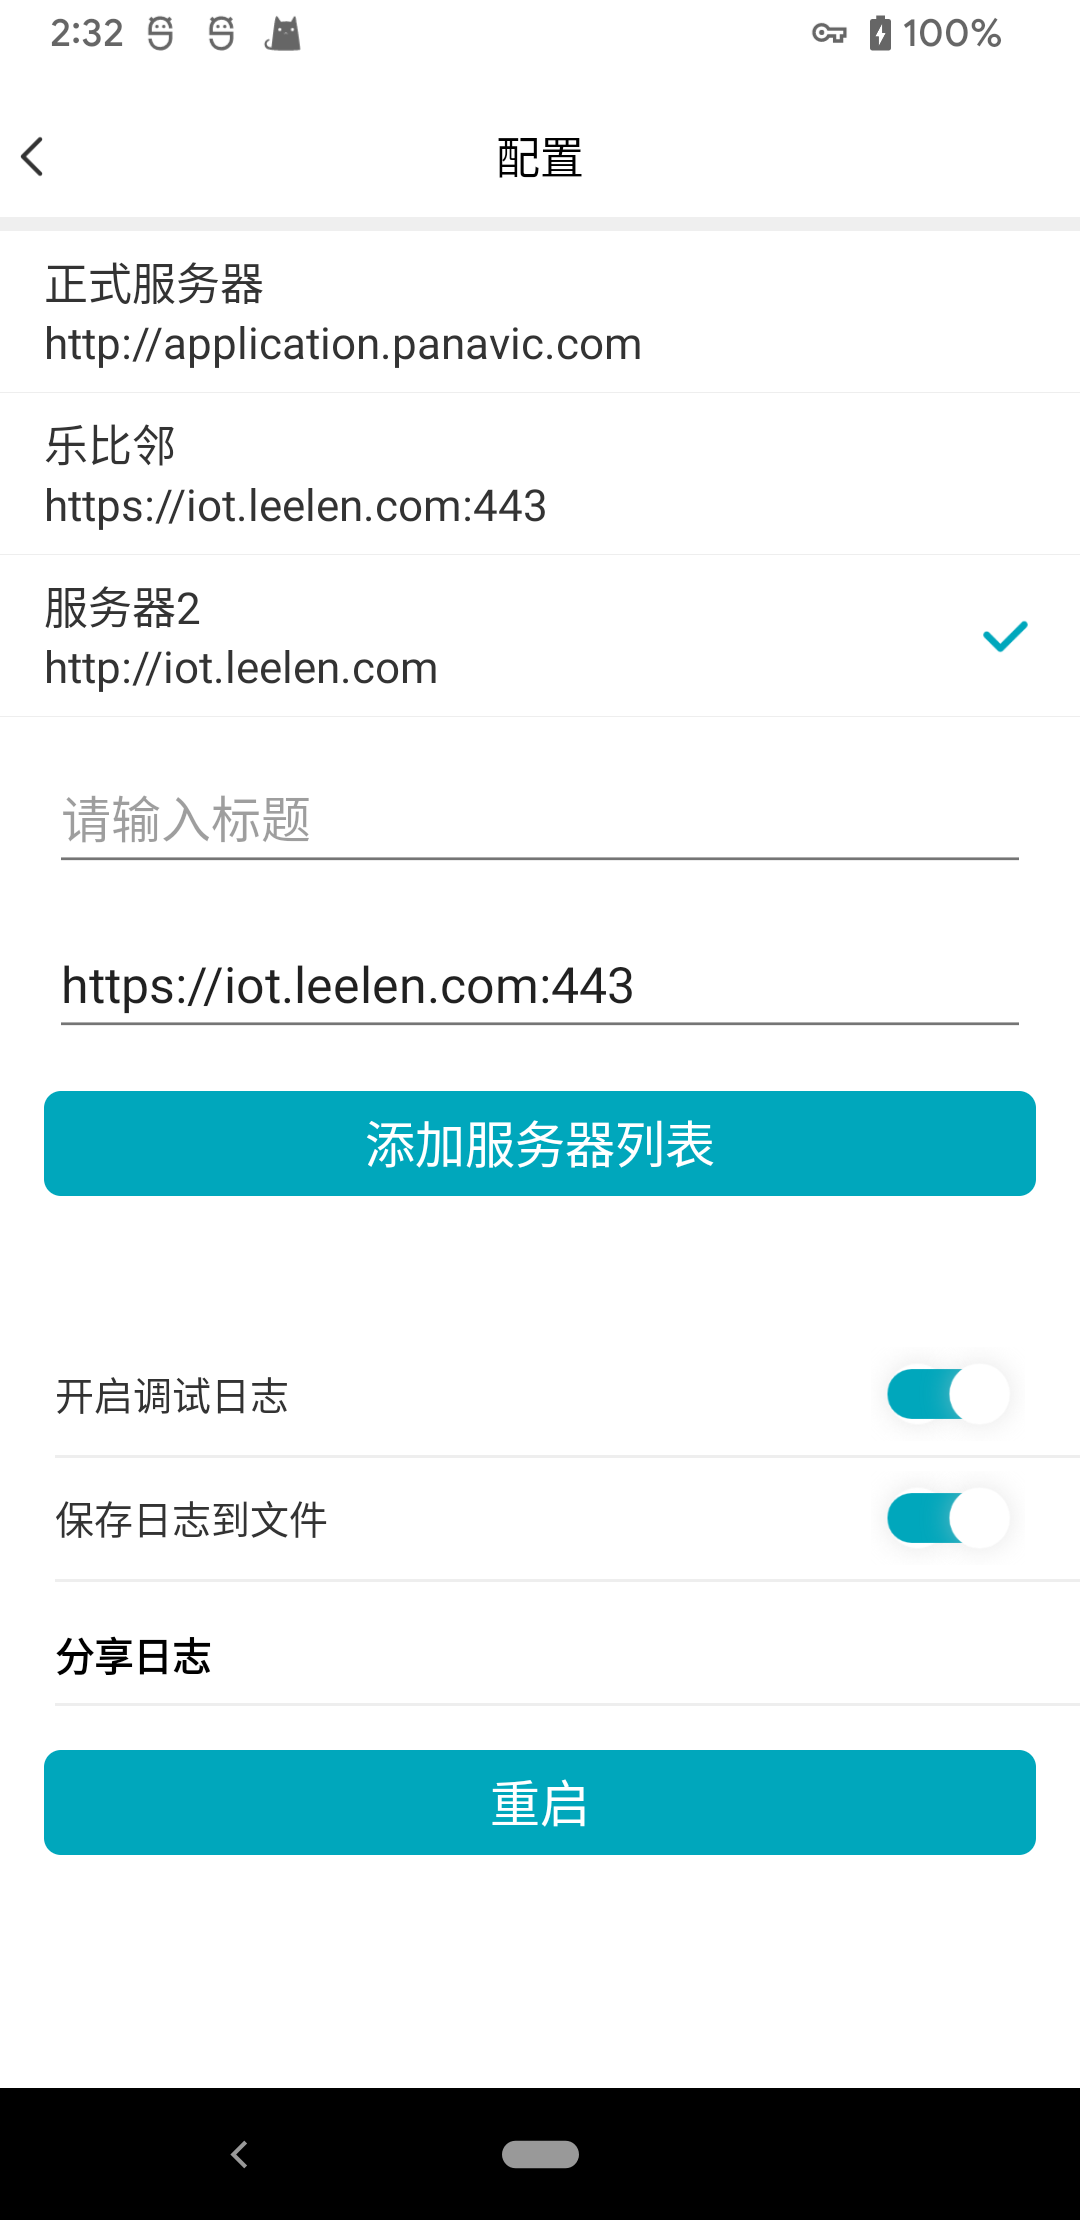 2:32
100%
配置
正式服务器
http://application.panavic.com
乐比邻
https://iot.leelen.com:443
服务器2
http://iot.leelen.com
请输入标题
https://iot.leelen.com:443
添加服务器列表
开启调试日志
保存日志到文件
分享日志
重启